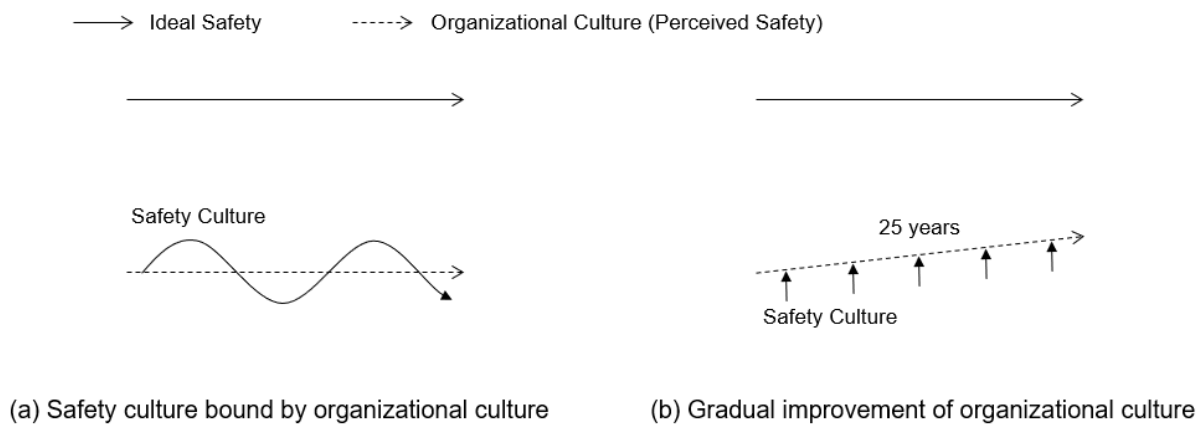 Ideal Safety
Organizational Culture (Perceived Safety)
Safety Culture
25 years
Safety Culture
(a) Safety culture bound by organizational culture
(b) Gradual improvement of organizational culture